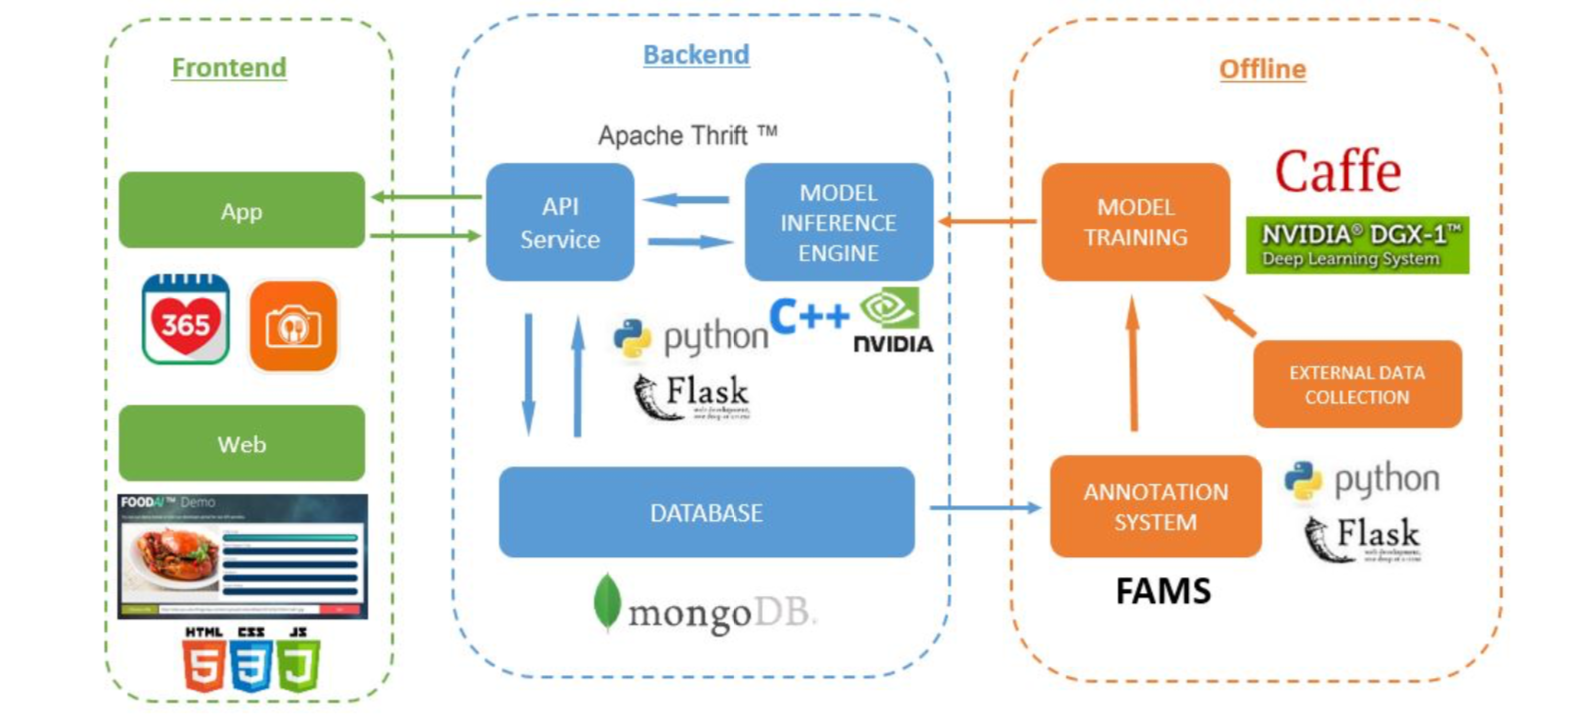 Frontend
App
365
Web
FOODAI™ Demo
HTML CSS JS
5 3 J
Backend
Apache Thrift ™
API
Service
MODEL
INFERENCE
ENGINE
python
C++
NVIDIA
Flask
DATABASE
mongoDB.
Offline
MODEL
TRAINING
Caffe
NVIDIA® DGX-1™
Deep Learning System
EXTERNAL DATA
COLLECTION
ANNOTATION
SYSTEM
python
Flask
FAMS